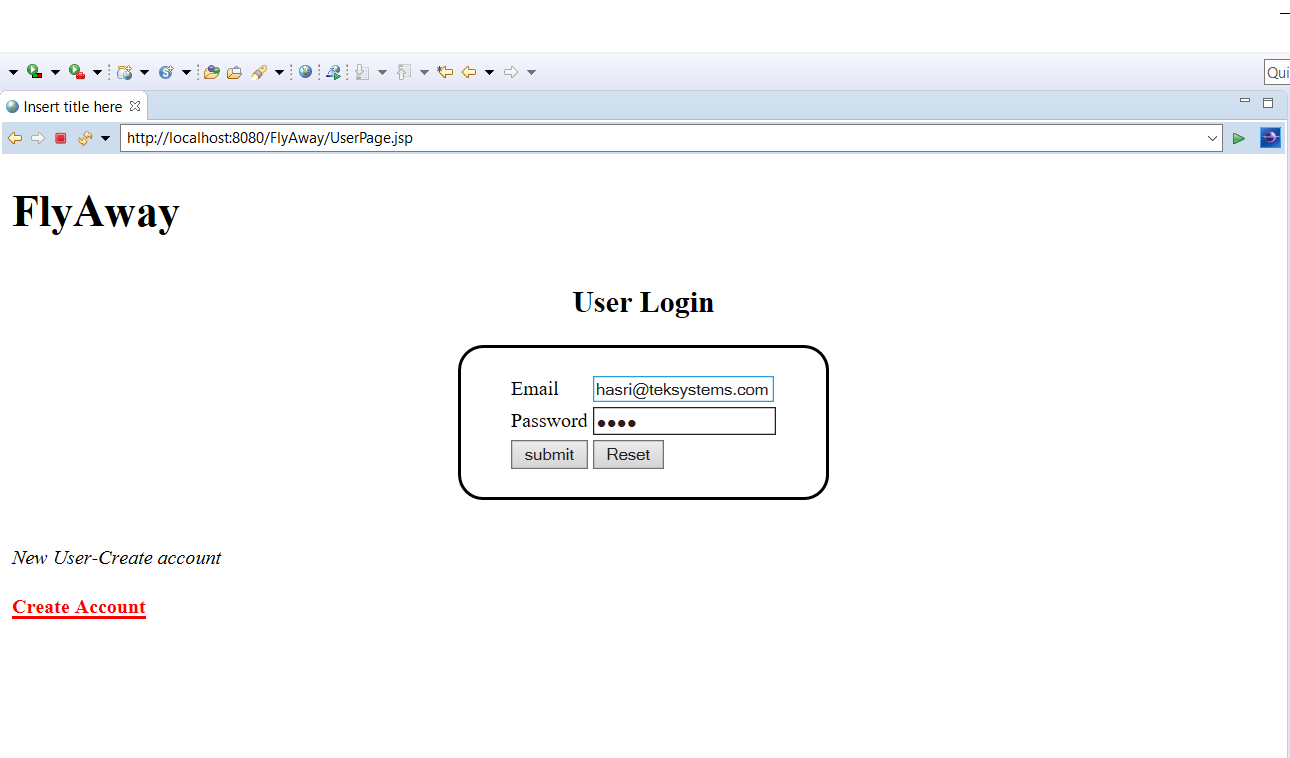 Qui
Insert title here
http://localhost:8080/FlyAway/UserPage.jsp
FlyAway
User Login
Email hasri@teksystems.com
Password ●●●●
submit Reset
New User-Create account
Create Account